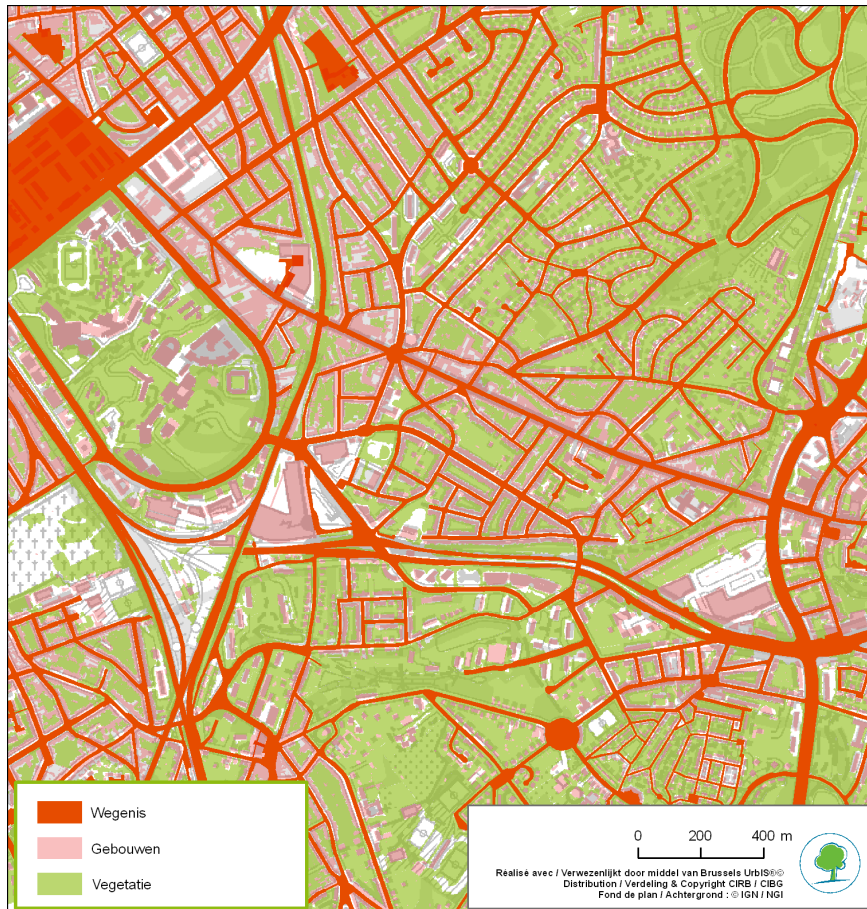 Wegenis
Gebouwen
Vegetatie
0 200 400 m
Réalisé avec / Verwezenlijkt door middel van Brussels UrbIS®©
Distribution / Verdeling & Copyright CIRB / CIBG
Fond de plan / Achtergrond : © IGN / NGI